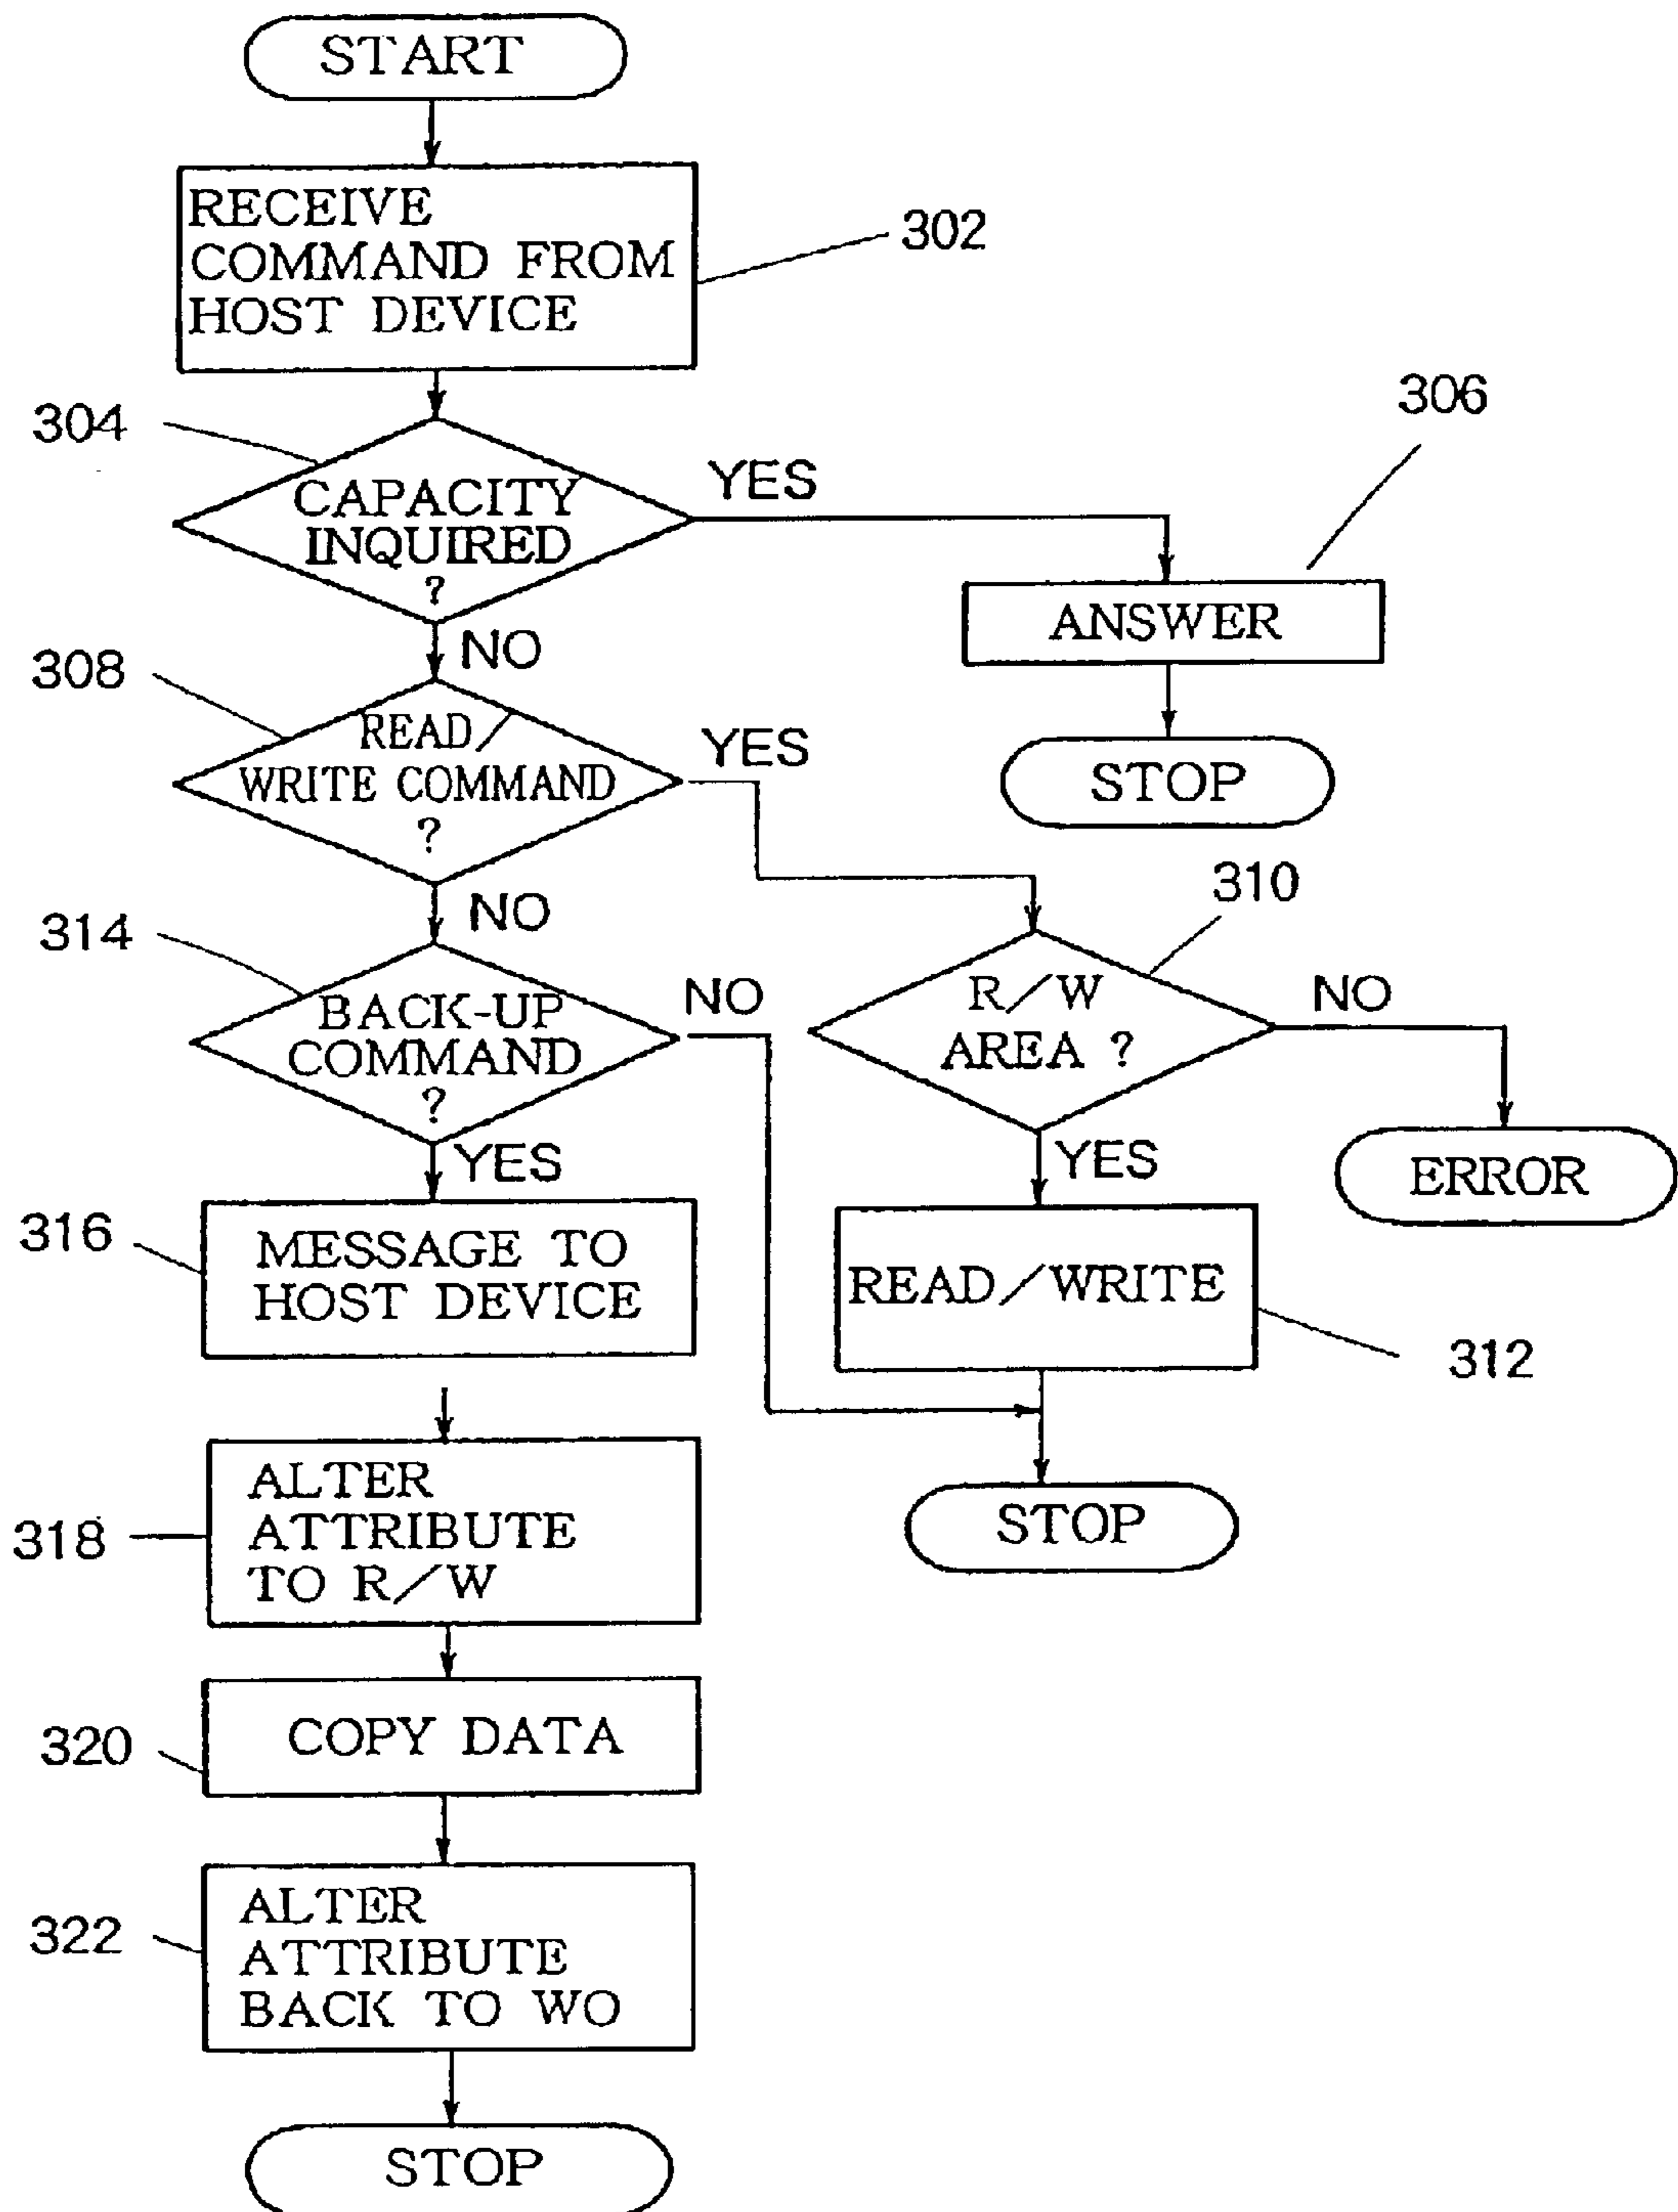 START
RECEIVE
COMMAND FROM
HOST DEVICE
302
304
CAPACITY
INQUIRED
?
YES
306
ANSWER
STOP
NO
308
READ/
WRITE COMMAND
?
YES
310
R/W
AREA ?
NO
ERROR
YES
READ/WRITE
312
STOP
NO
314
BACK-UP
COMMAND
?
NO
YES
316
MESSAGE TO
HOST DEVICE
318
ALTER
ATTRIBUTE
TO R/W
320
COPY DATA
322
ALTER
ATTRIBUTE
BACK TO WO
STOP